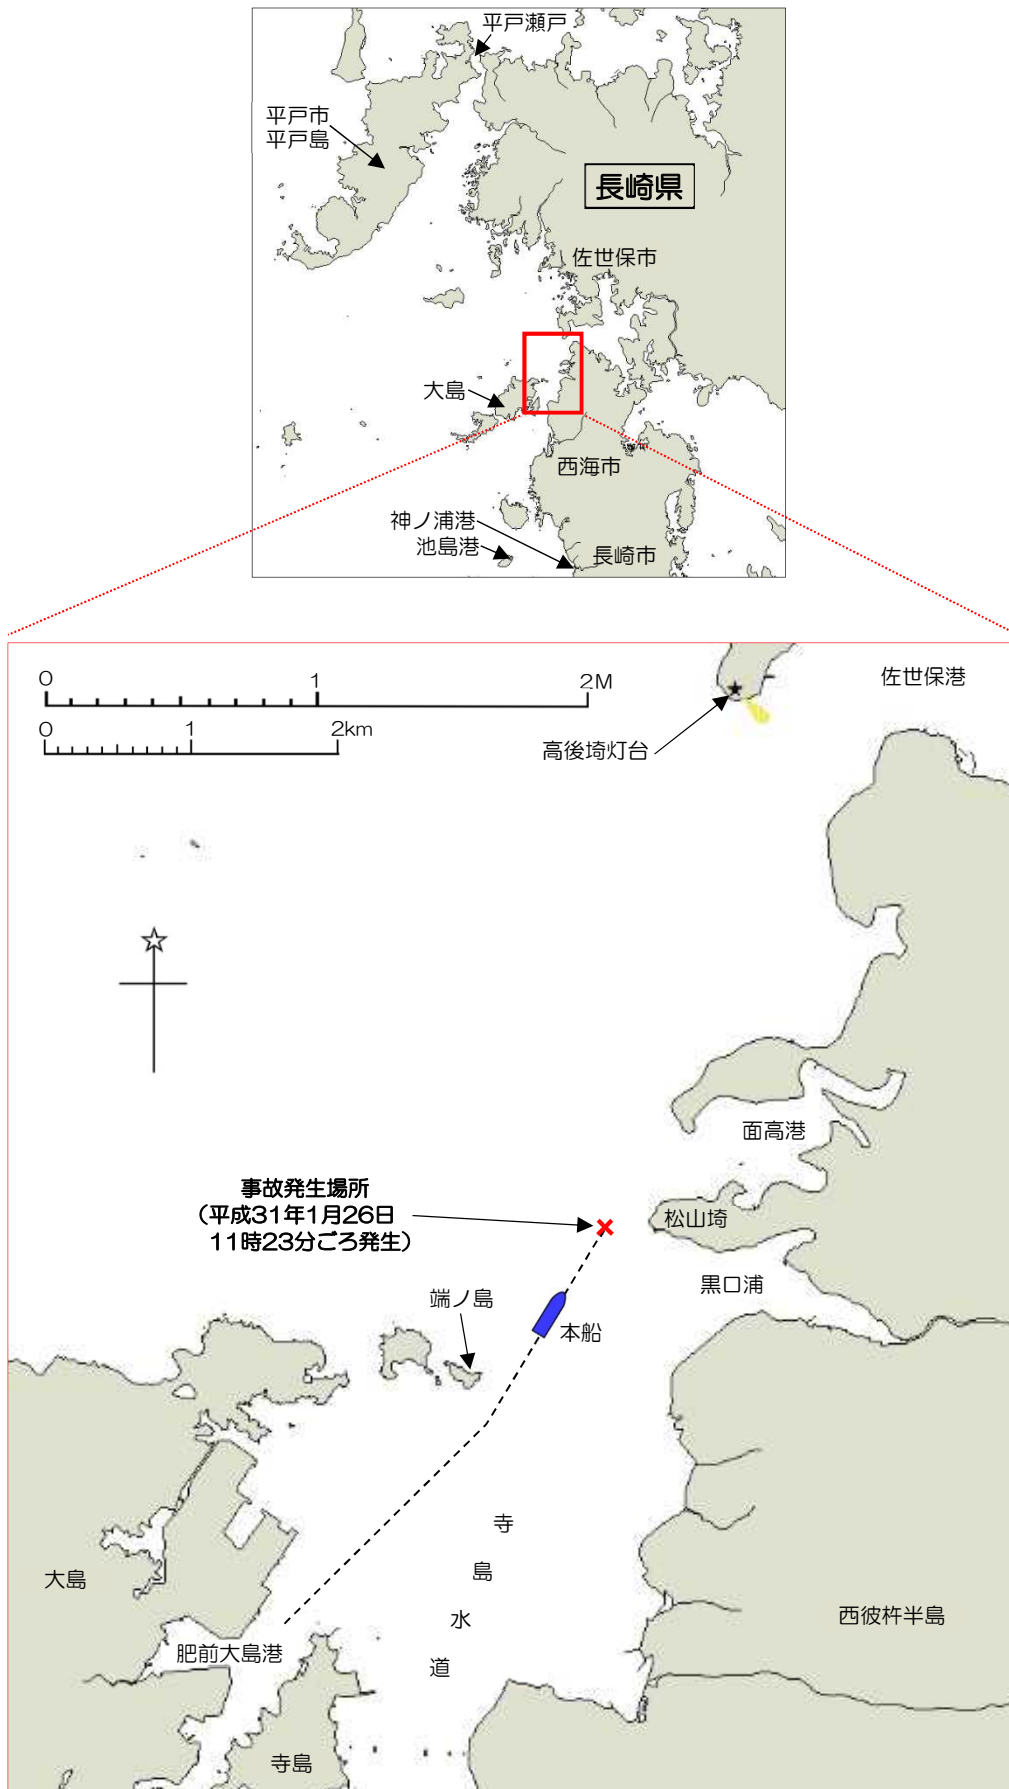 平戸瀬戸
平戸市
平戸島
長崎県
佐世保市
大島
西海市
神ノ浦港
池島港
長崎市
0 1 2M
0 1 2km
佐世保港
高後埼灯台
面高港
事故発生場所
（平成31年1月26日
11時23分ごろ発生）
松山埼
黒口浦
端ノ島
本船
寺島水道
大島
西彼杵半島
肥前大島港
寺島